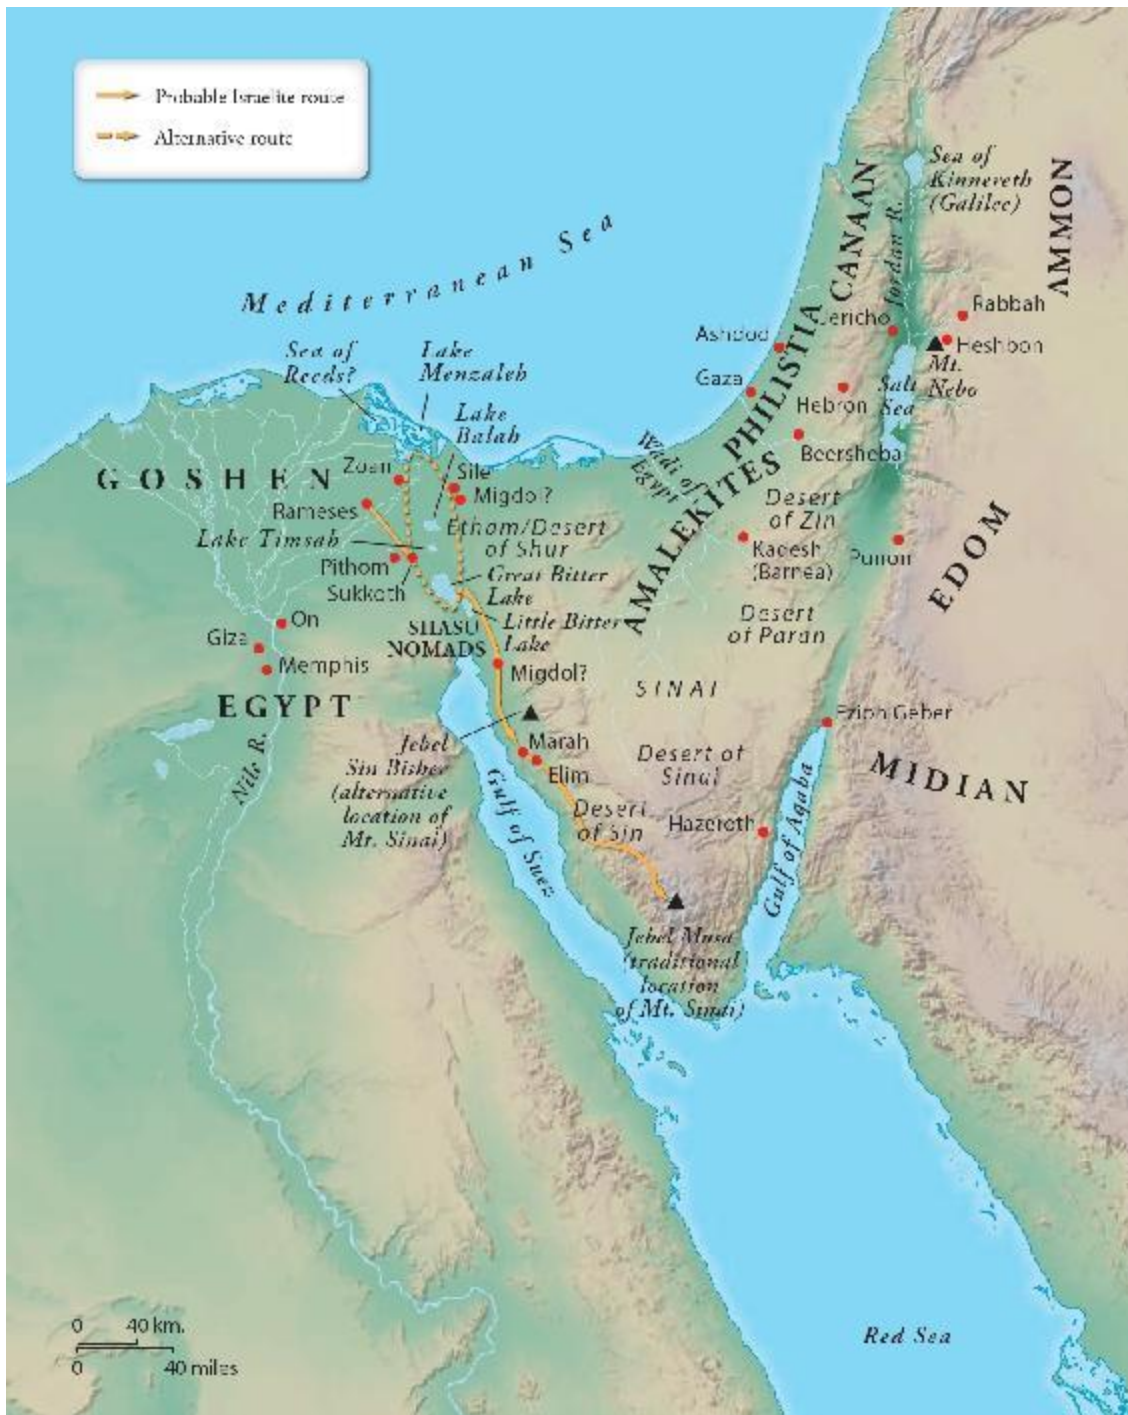 Probable Israelite route
Alternative route
Mediterranean Sea
Sea of
Kinnereth
(Galilee)
AMMON
CANAAN
Jordan R.
Rabbah
Jericho
Heshbon
Mt.
Nebo
Ashdod
PHILISTIA
Gaza
Hebron
Salt
Sea
Beersheba
Sea of
Reeds?
Lake
Menzaleh
Lake
Balah
Wadi of
Egypt
AMALEKITES
Desert
of Zin
GOSHEN
Zoan
Sile
Migdol?
Rameses
Ethom/Desert
of Shur
Lake Timsah
Kadesh
(Barnea)
Punon
EDOM
Pithom
Sukkoth
Great Bitter
Lake
Little Bitter
Lake
Desert
of Paran
On
Giza
Memphis
SHASU
NOMADS
Migdol?
EGYPT
SINAI
Ezion Geber
Nile R.
Jebel
Sin Bisher
(alternative
location of
Mt. Sinai)
Marah
Elim
Desert of
Sinai
MIDIAN
Gulf of Suez
Desert
of Sin
Hazeroth
Gulf of Aqaba
Jebel Musa
(traditional
location
of Mt. Sinai)
0 40 km.
0 40 miles
Red Sea